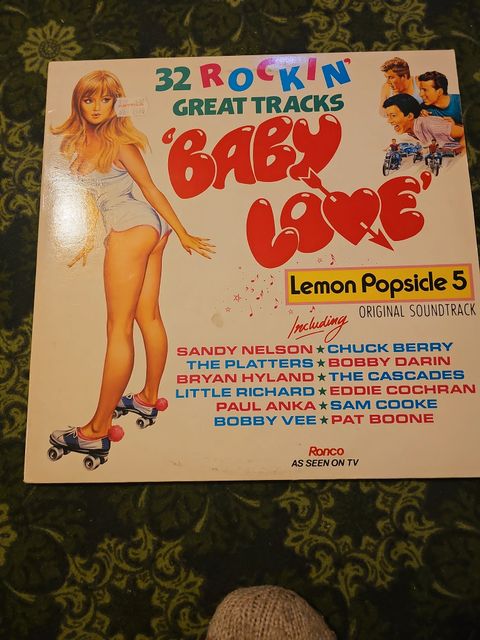 32 ROCKIN'
GREAT TRACKS
'BABY
LOVE'
Lemon Popsicle 5
ORIGINAL SOUNDTRACK
Including
SANDY NELSON ★ CHUCK BERRY
THE PLATTERS ★ BOBBY DARIN
BRYAN HYLAND ★ THE CASCADES
LITTLE RICHARD ★ EDDIE COCHRAN
PAUL ANKA ★ SAM COOKE
BOBBY VEE ★ PAT BOONE
Ronco
AS SEEN ON TV